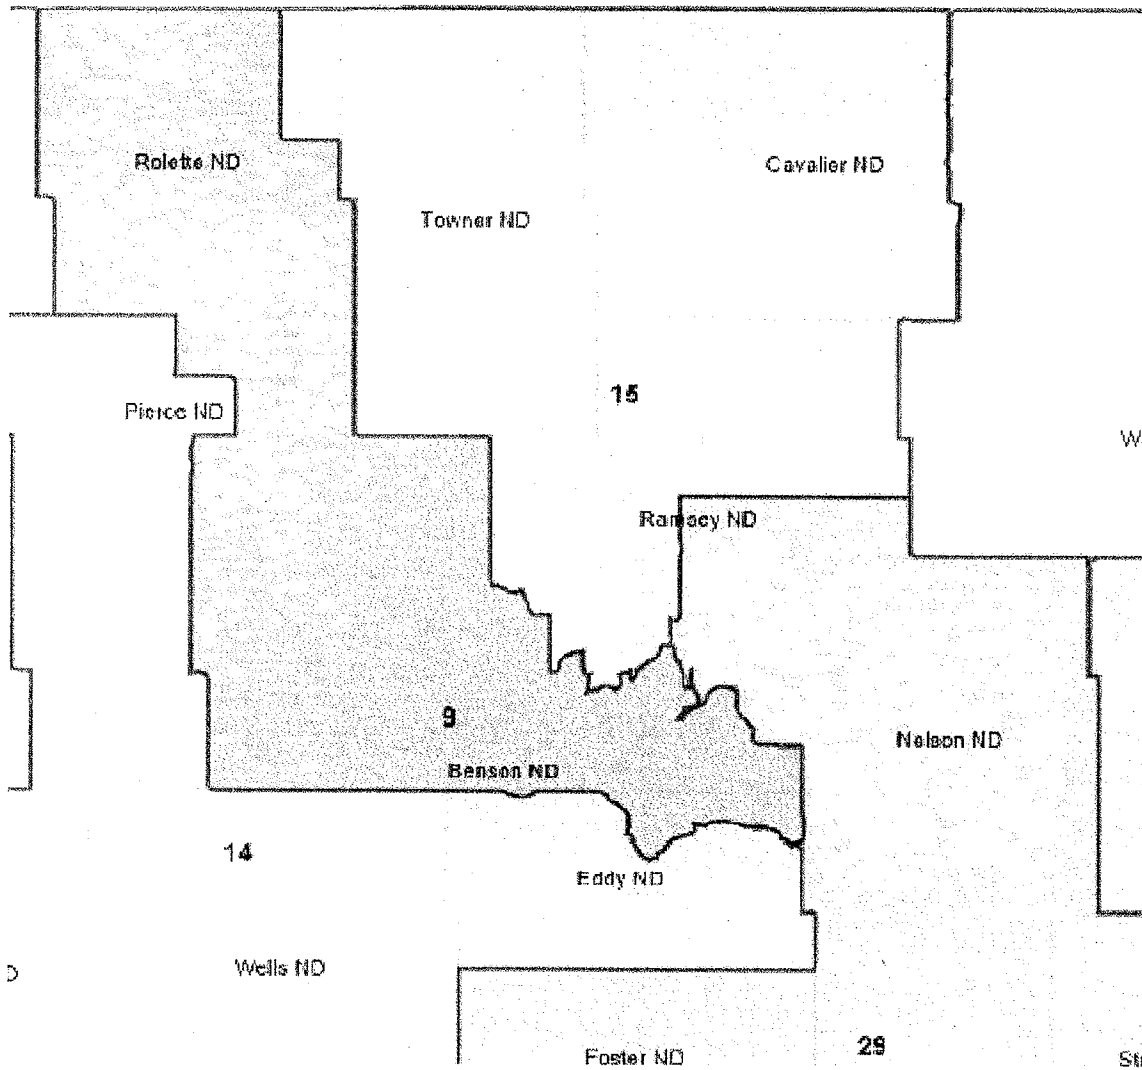 Rolette ND
Cavalier ND
Towner ND
15
Pierce ND
Ramsey ND
9
Nelson ND
Benson ND
14
Eddy ND
Wells ND
29
Foster ND